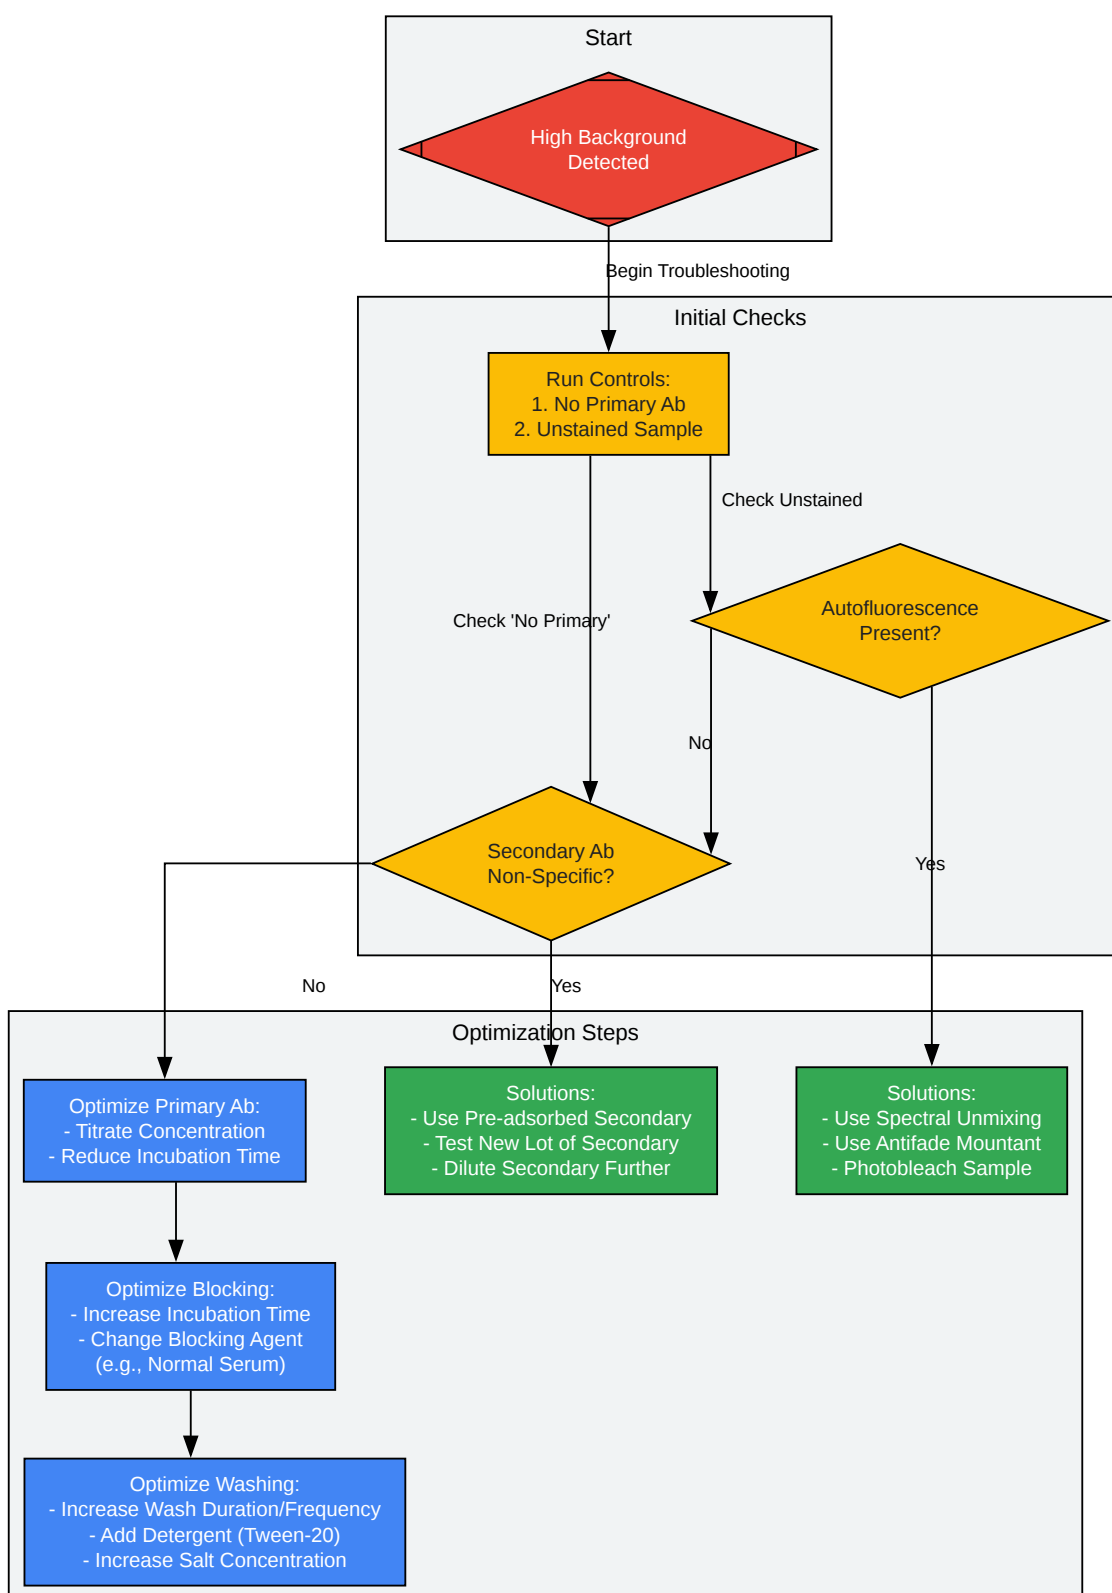 Start
High Background
Detected
Begin Troubleshooting
Initial Checks
Run Controls:
1. No Primary Ab
2. Unstained Sample
Check Unstained
Autofluorescence
Present?
Check 'No Primary'
No
Secondary Ab
Non-Specific?
Yes
No
Yes
Optimization Steps
Optimize Primary Ab:
- Titrate Concentration
- Reduce Incubation Time
Solutions:
- Use Pre-adsorbed Secondary
- Test New Lot of Secondary
- Dilute Secondary Further
Solutions:
- Use Spectral Unmixing
- Use Antifade Mountant
- Photobleach Sample
Optimize Blocking:
- Increase Incubation Time
- Change Blocking Agent
(e.g., Normal Serum)
Optimize Washing:
- Increase Wash Duration/Frequency
- Add Detergent (Tween-20)
- Increase Salt Concentration